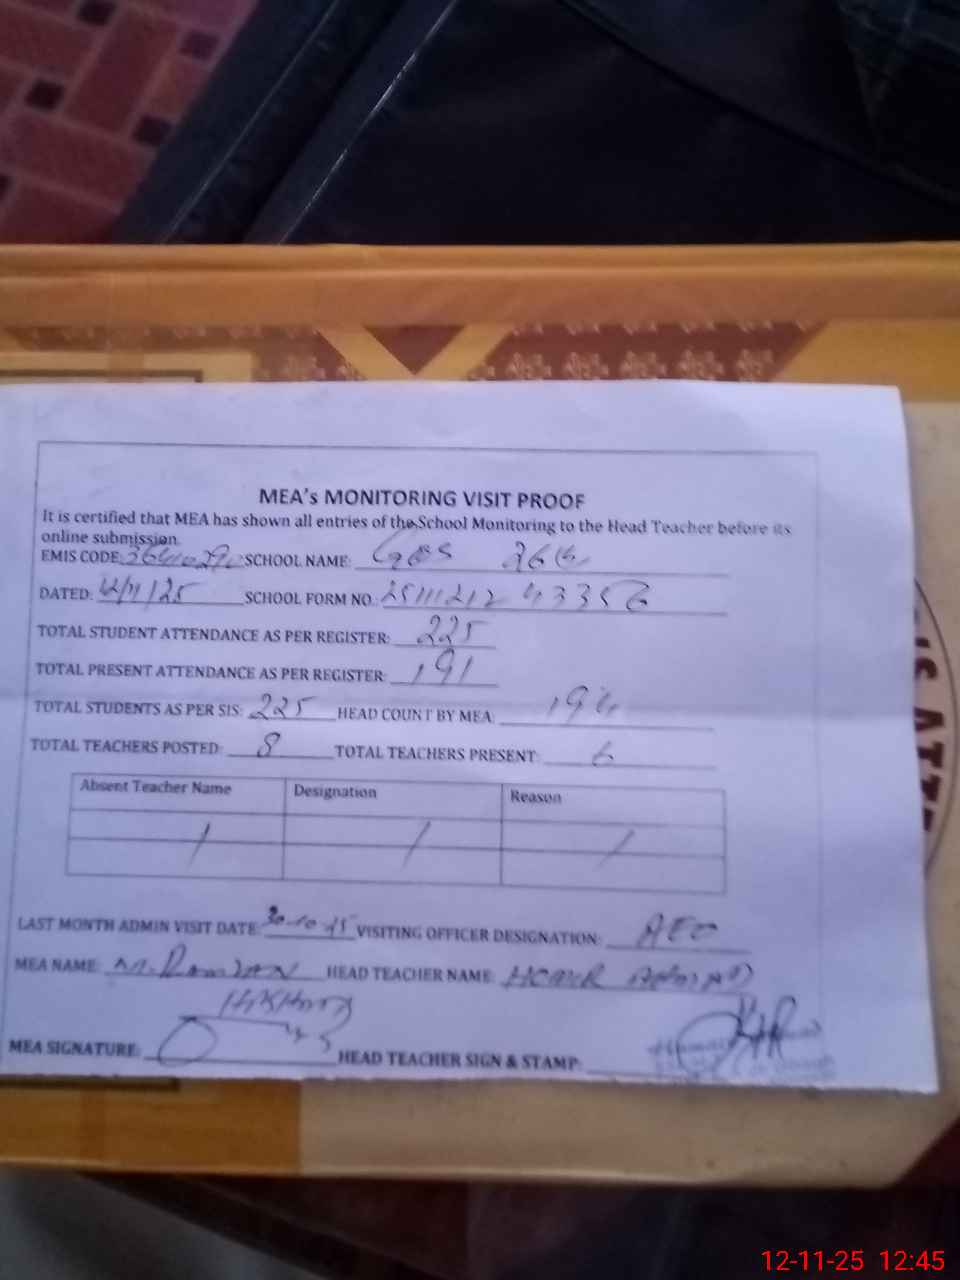 MEA's MONITORING VISIT PROOF
It is certified that MEA has shown all entries of the School Monitoring to the Head Teacher before its
online submission.
EMIS CODE: SCHOOL NAME:
DATED: 12/11/25 SCHOOL FORM NO.:
TOTAL STUDENT ATTENDANCE AS PER REGISTER: 225
TOTAL PRESENT ATTENDANCE AS PER REGISTER: 191
TOTAL STUDENTS AS PER SIS: 225 HEAD COUNT BY MEA: 194
TOTAL TEACHERS POSTED: 8 TOTAL TEACHERS PRESENT: 6
Absent Teacher Name Designation Reason
/ / /
LAST MONTH ADMIN VISIT DATE: 30-10-25 VISITING OFFICER DESIGNATION: AEO
MEA NAME: HEAD TEACHER NAME:
MEA SIGNATURE: HEAD TEACHER SIGN & STAMP:
12-11-25 12:45